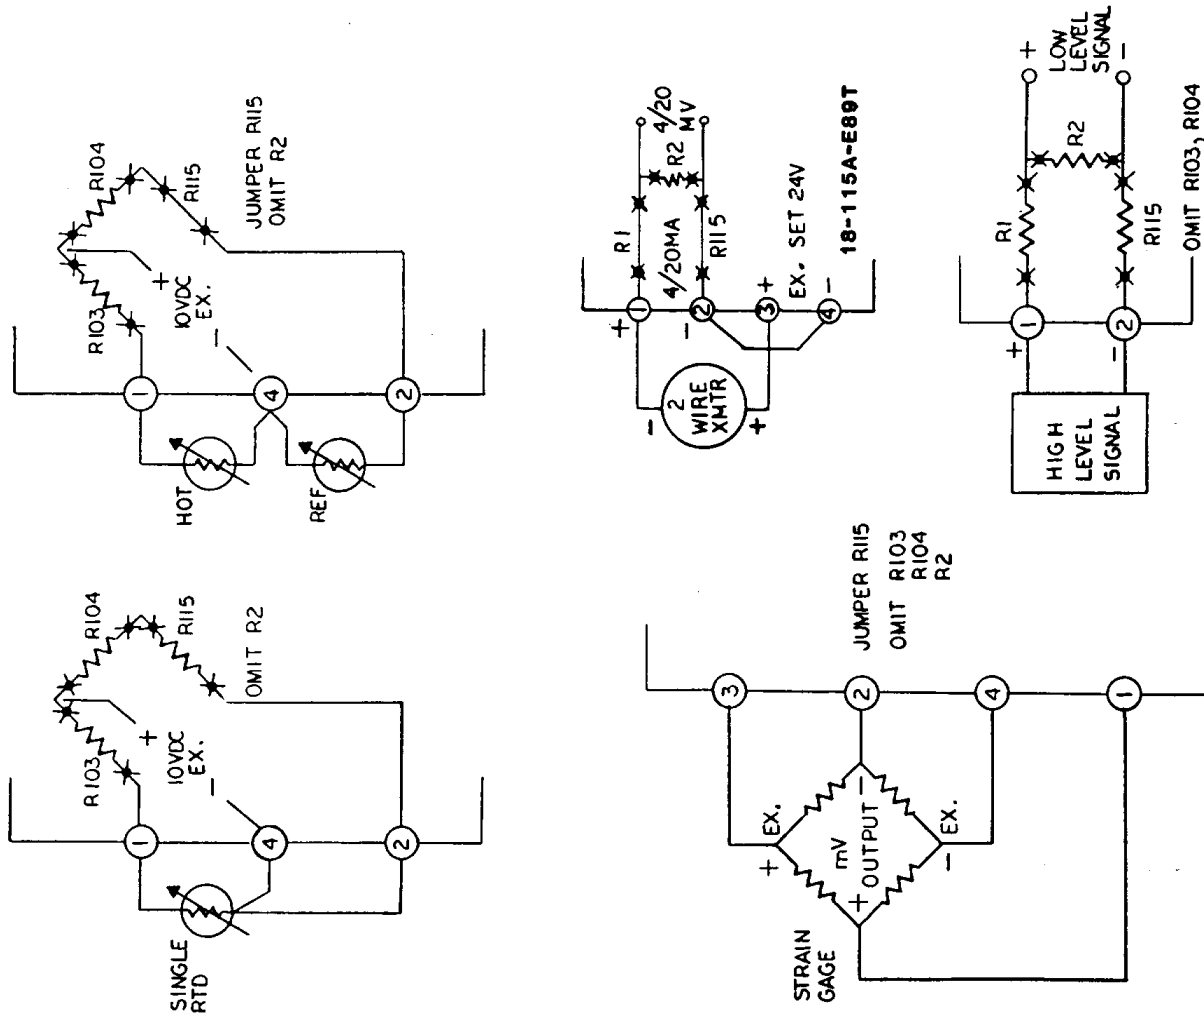 R103
R104
+
10VDC
EX.
-
R115
JUMPER R115
OMIT R2
1
4
2
HOT
REF
R103
R104
+
10VDC
EX.
-
R115
OMIT R2
1
4
2
SINGLE
RTD
+
1
R1
4/20
MV
R2
4/20MA
-
2
R115
+
3
-
4
EX. SET 24V
-
2
WIRE
XMTR
+
18-115A-E89T
+
1
R1
+
LOW
LEVEL
SIGNAL
-
R2
-
2
R115
HIGH
LEVEL
SIGNAL
OMIT R103, R104
JUMPER R115
OMIT R103
R104
R2
3
2
4
1
+
EX.
-
mV
OUTPUT
+
-
EX.
STRAIN
GAGE